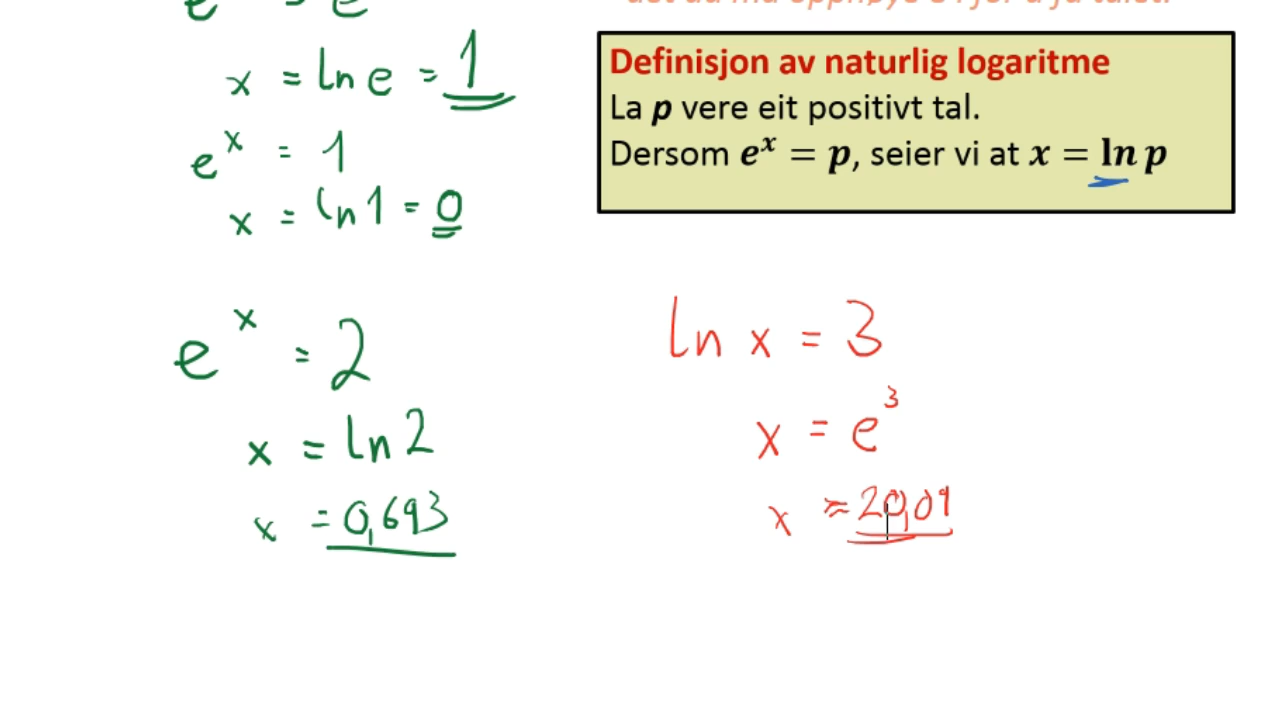 e = e
x = ln e = 1
e^x = 1
x = ln 1 = 0
e^x = 2
x = ln 2
x = 0,693
Definisjon av naturlig logaritme
La p vere eit positivt tal.
Dersom e^x = p, seier vi at x = ln p
ln x = 3
x = e^3
x ≈ 20,09